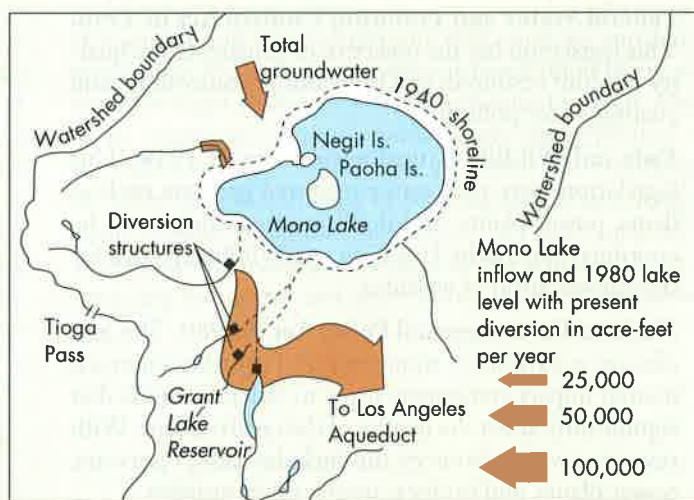 Total
groundwater
Watershed boundary
1940 shoreline
Watershed boundary
Negit Is.
Paoha Is.
Mono Lake
Diversion
structures
Tioga
Pass
Grant
Lake
Reservoir
To Los Angeles
Aqueduct
Mono Lake
inflow and 1980 lake
level with present
diversion in acre-feet
per year
25,000
50,000
100,000